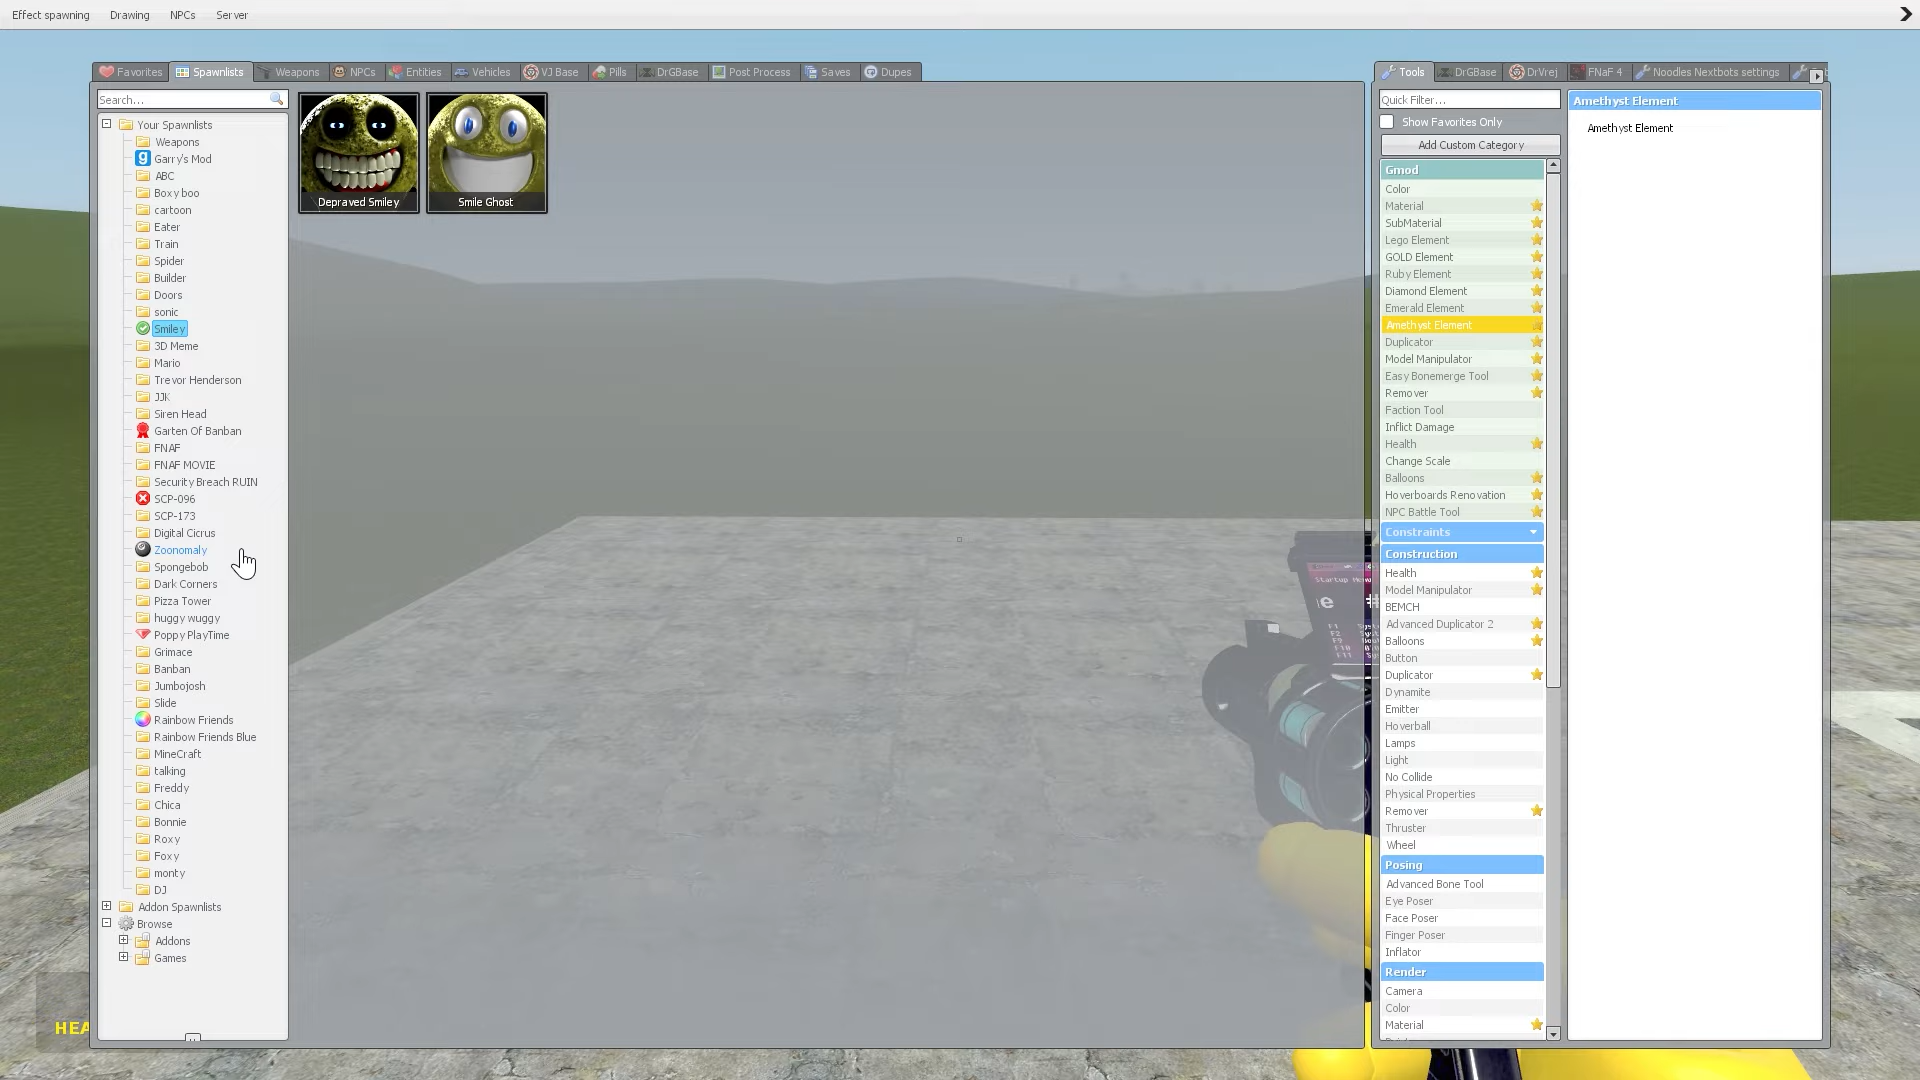 Effect spawning Drawing NPCs Server
Favorites Spawnlists Weapons NPCs Entities Vehicles VJ Base Pills DrGBase Post Process Saves Dupes
Search...
Your Spawnlists
Weapons
Garry's Mod
ABC
Boxy boo
cartoon
Eater
Train
Spider
Builder
Doors
sonic
Smiley
3D Meme
Mario
Trevor Henderson
JJK
Siren Head
Garten Of Banban
FNAF
FNAF MOVIE
Security Breach RUIN
SCP-096
SCP-173
Digital Cicrus
Zoonomaly
Spongebob
Dark Corners
Pizza Tower
huggy wuggy
Poppy PlayTime
Grimace
Banban
Jumbojosh
Slide
Rainbow Friends
Rainbow Friends Blue
MineCraft
talking
Freddy
Chica
Bonnie
Roxy
Foxy
monty
DJ
Addon Spawnlists
Browse
Addons
Games
Depraved Smiley
Smile Ghost
HEA
Tools DrGBase DrVrej FNaF 4 Noodles Nextbots settings
Quick Filter...
Show Favorites Only
Add Custom Category
Gmod
Color
Material
SubMaterial
Lego Element
GOLD Element
Ruby Element
Diamond Element
Emerald Element
Amethyst Element
Duplicator
Model Manipulator
Easy Bonemerge Tool
Remover
Faction Tool
Inflict Damage
Health
Change Scale
Balloons
Hoverboards Renovation
NPC Battle Tool
Constraints
Construction
Health
Model Manipulator
BEMCH
Advanced Duplicator 2
Balloons
Button
Duplicator
Dynamite
Emitter
Hoverball
Lamps
Light
No Collide
Physical Properties
Remover
Thruster
Wheel
Posing
Advanced Bone Tool
Eye Poser
Face Poser
Finger Poser
Inflator
Render
Camera
Color
Material
Amethyst Element
Amethyst Element